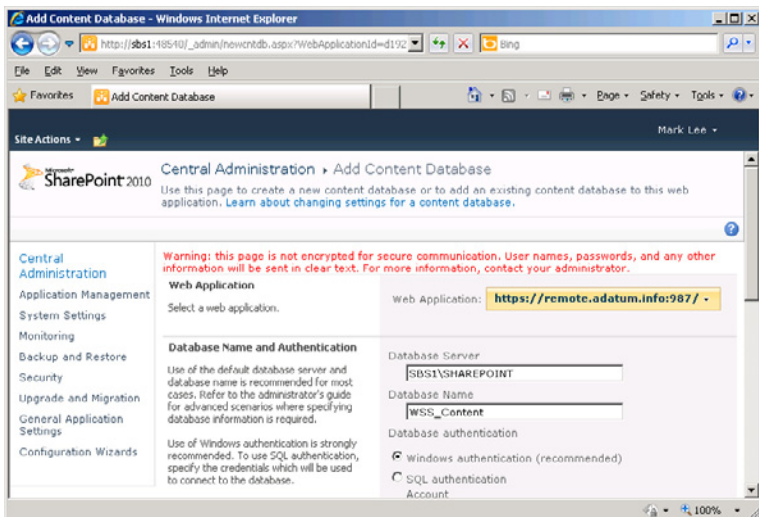 Add Content Database - Windows Internet Explorer
http://sbs1:48540/_admin/newcntdb.aspx?WebApplicationId=d192
Bing
File Edit View Favorites Tools Help
Favorites Add Content Database Page Safety Tools
Site Actions Mark Lee
Microsoft
SharePoint 2010
Central Administration Add Content Database
Use this page to create a new content database or to add an existing content database to this web
application. Learn about changing settings for a content database.
Central
Administration
Application Management
System Settings
Monitoring
Backup and Restore
Security
Upgrade and Migration
General Application
Settings
Configuration Wizards
Warning: this page is not encrypted for secure communication. User names, passwords, and any other
information will be sent in clear text. For more information, contact your administrator.
Web Application
Select a web application.
Web Application: https://remote.adatum.info:987/
Database Name and Authentication
Use of the default database server and
database name is recommended for most
cases. Refer to the administrator's guide
for advanced scenarios where specifying
database information is required.
Use of Windows authentication is strongly
recommended. To use SQL authentication,
specify the credentials which will be used
to connect to the database.
Database Server
SBS1\SHAREPOINT
Database Name
WSS_Content
Database authentication
Windows authentication (recommended)
SQL authentication
Account
100%